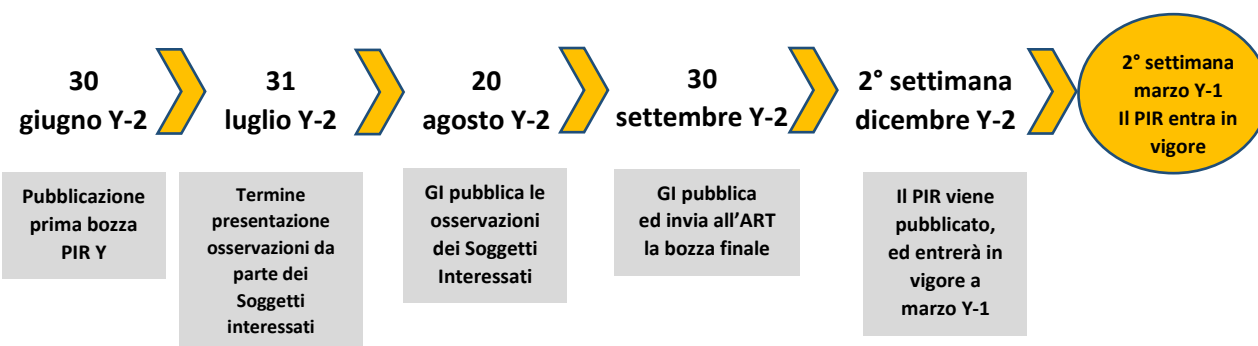 30
giugno Y-2
31
luglio Y-2
20
agosto Y-2
30
settembre Y-2
2° settimana
dicembre Y-2
2° settimana
marzo Y-1
Il PIR entra in
vigore
Pubblicazione
prima bozza
PIR Y
Termine
presentazione
osservazioni da
parte dei
Soggetti
interessati
GI pubblica le
osservazioni
dei Soggetti
Interessati
GI pubblica
ed invia all’ART
la bozza finale
Il PIR viene
pubblicato,
ed entrerà in
vigore a
marzo Y-1